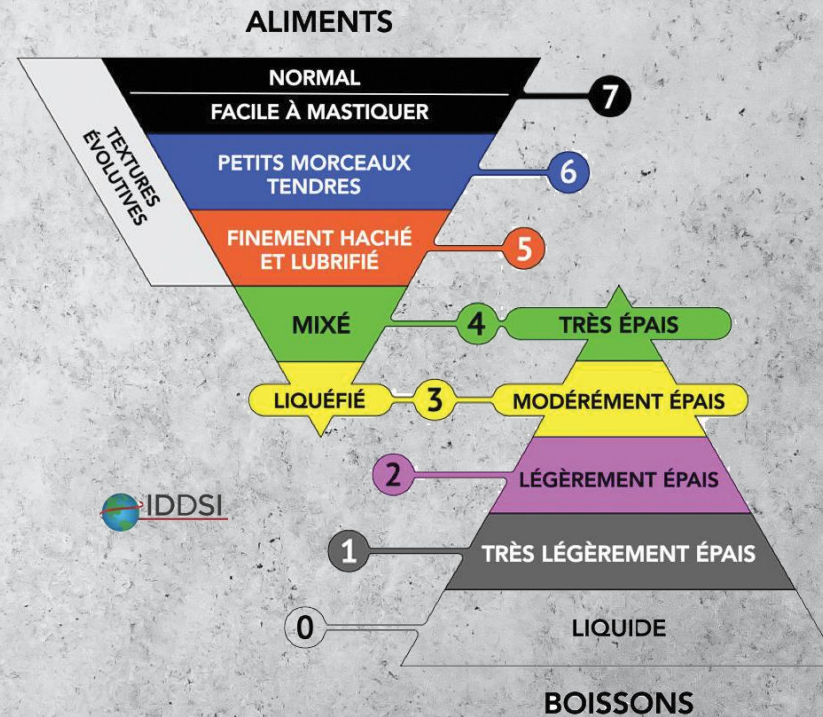 ALIMENTS
NORMAL
FACILE À MASTIQUER
7
TEXTURES
ÉVOLUTIVES
PETITS MORCEAUX
TENDRES
6
FINEMENT HACHÉ
ET LUBRIFIÉ
5
MIXÉ
4
TRÈS ÉPAIS
LIQUÉFIÉ
3
MODÉRÉMENT ÉPAIS
2
LÉGÈREMENT ÉPAIS
IDDSI
1
TRÈS LÉGÈREMENT ÉPAIS
0
LIQUIDE
BOISSONS